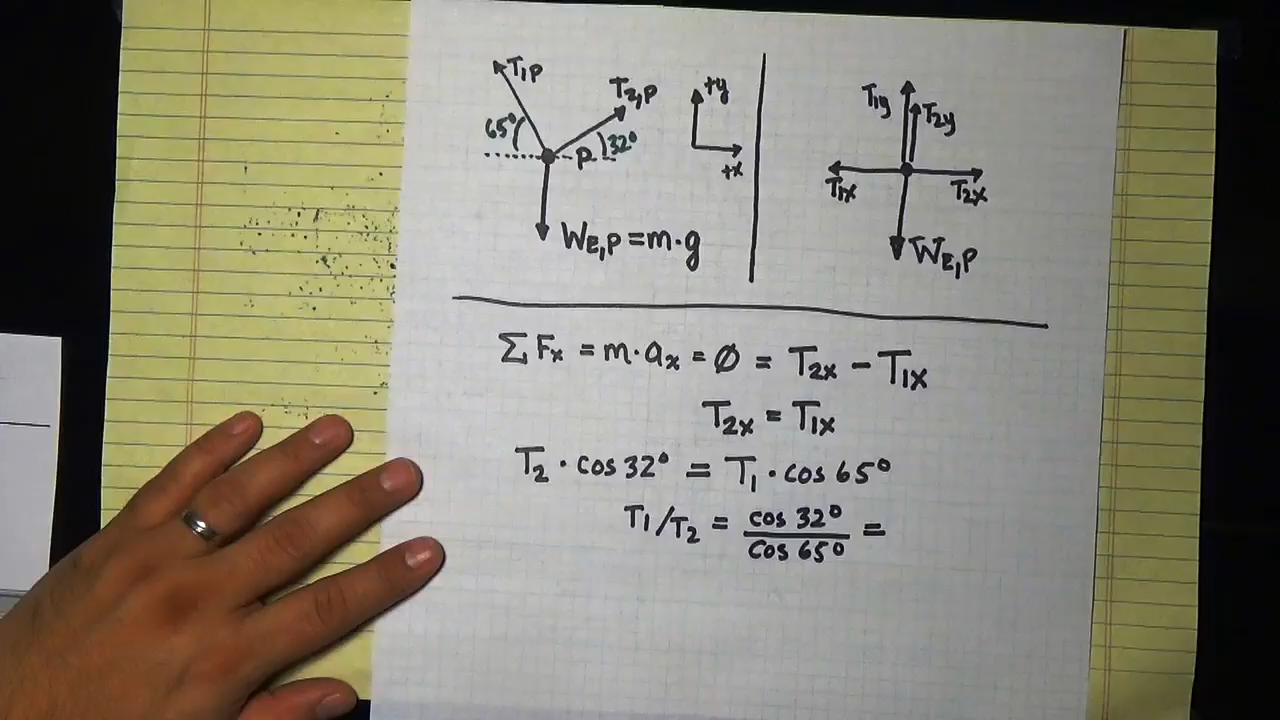 T1P
T2,P
65°
32°
P
+y
+x
WE,P = m·g
T1y
T2y
T1x
T2x
WE,P
Σ Fx = m·ax = Ø = T2x − T1x
T2x = T1x
T2 · cos 32° = T1 · cos 65°
T1/T2 = cos 32° / cos 65° =